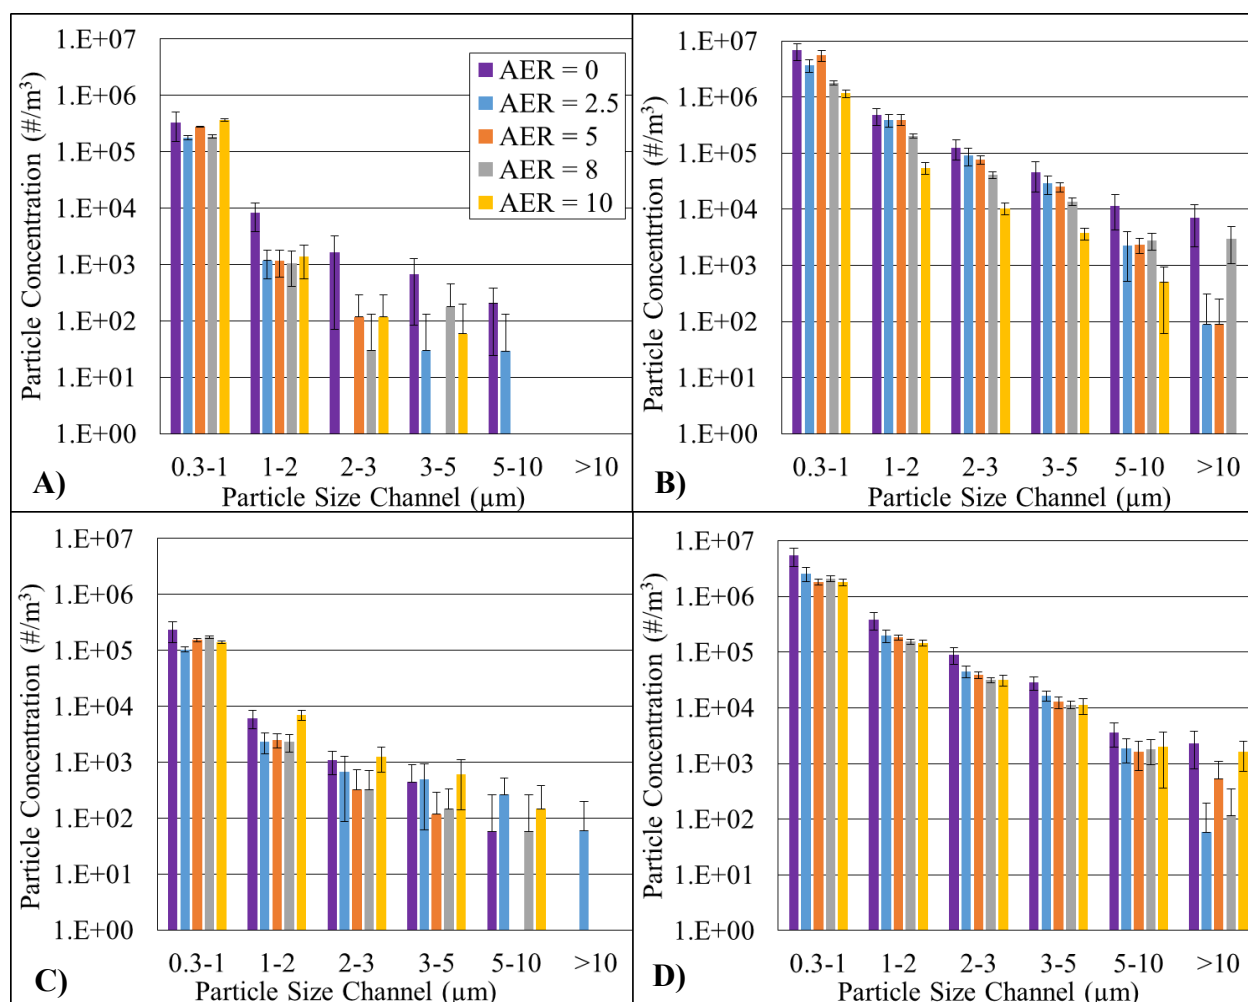 1.E+07
1.E+06
1.E+05
1.E+04
1.E+03
1.E+02
1.E+01
1.E+00
Particle Concentration (#/m³)
AER = 0
AER = 2.5
AER = 5
AER = 8
AER = 10
0.3-1 1-2 2-3 3-5 5-10 >10
Particle Size Channel (µm)
A)
1.E+07
1.E+06
1.E+05
1.E+04
1.E+03
1.E+02
1.E+01
1.E+00
Particle Concentrtion (#/m³)
0.3-1 1-2 2-3 3-5 5-10 >10
Particle Size Channel (µm)
B)
1.E+07
1.E+06
1.E+05
1.E+04
1.E+03
1.E+02
1.E+01
1.E+00
Particle Concentration (#/m³)
0.3-1 1-2 2-3 3-5 5-10 >10
Particle Size Channel (µm)
C)
1.E+07
1.E+06
1.E+05
1.E+04
1.E+03
1.E+02
1.E+01
1.E+00
Particle Concentration (#/m³)
0.3-1 1-2 2-3 3-5 5-10 >10
Particle Size Channel (µm)
D)